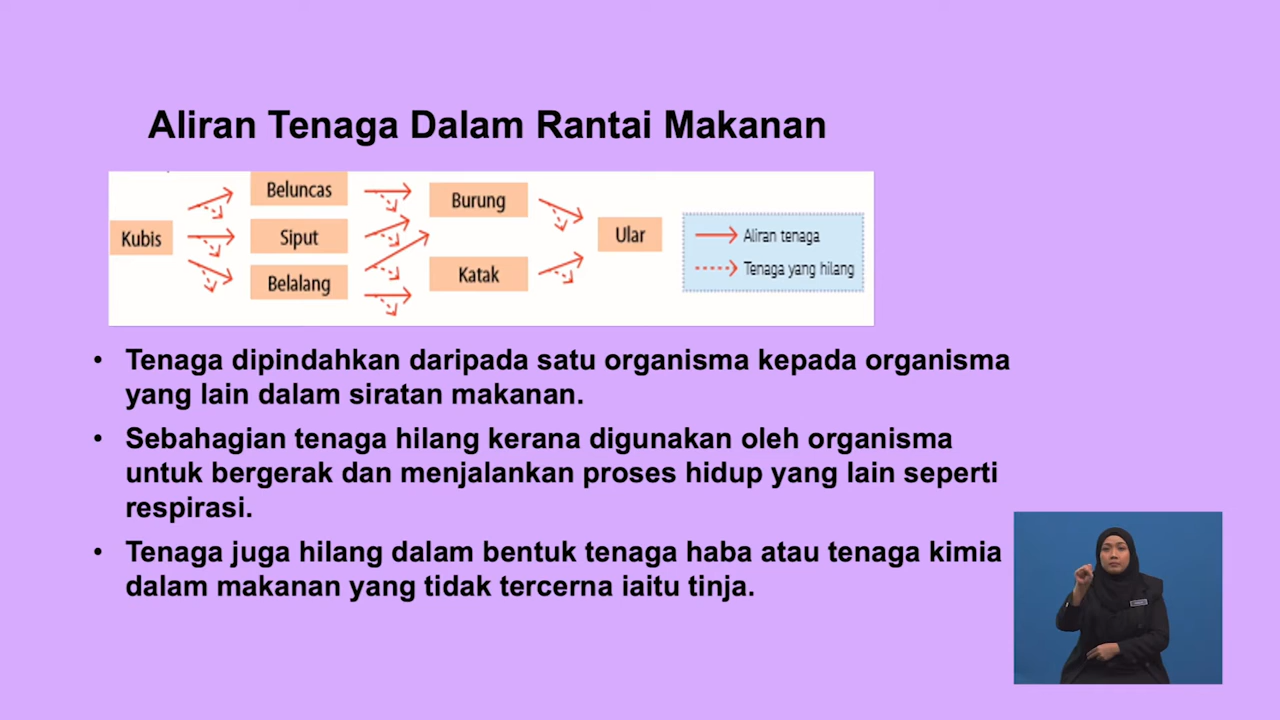 Aliran Tenaga Dalam Rantai Makanan
Beluncas
Burung
Kubis
Siput
Ular
Aliran tenaga
Belalang
Katak
Tenaga yang hilang
• Tenaga dipindahkan daripada satu organisma kepada organisma
yang lain dalam siratan makanan.
• Sebahagian tenaga hilang kerana digunakan oleh organisma
untuk bergerak dan menjalankan proses hidup yang lain seperti
respirasi.
• Tenaga juga hilang dalam bentuk tenaga haba atau tenaga kimia
dalam makanan yang tidak tercerna iaitu tinja.